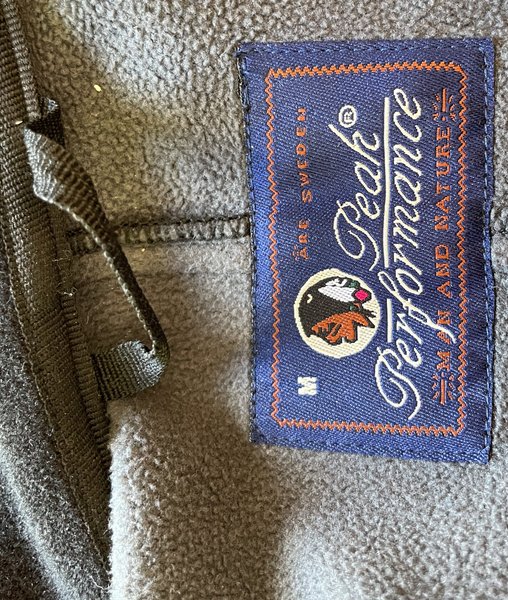 ÅRE SWEDEN
Peak®
Performance
MAN AND NATURE
M